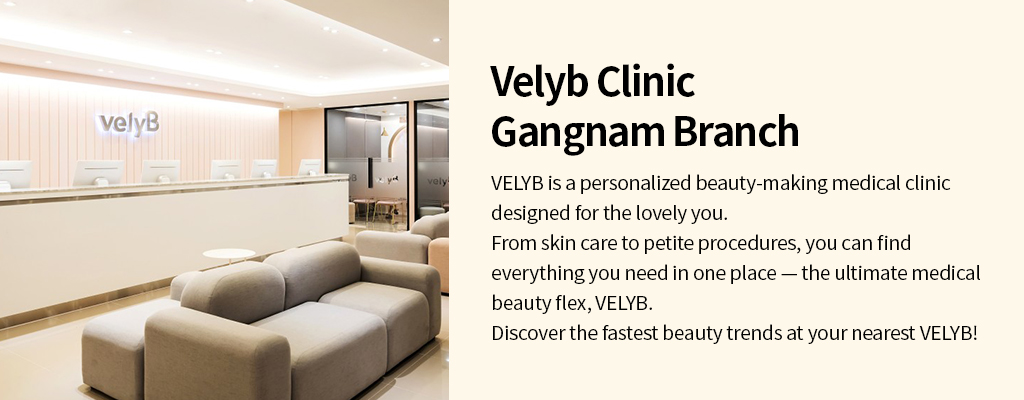 velyB
Velyb Clinic
Gangnam Branch
VELYB is a personalized beauty-making medical clinic
designed for the lovely you.
From skin care to petite procedures, you can find
everything you need in one place — the ultimate medical
beauty flex, VELYB.
Discover the fastest beauty trends at your nearest VELYB!